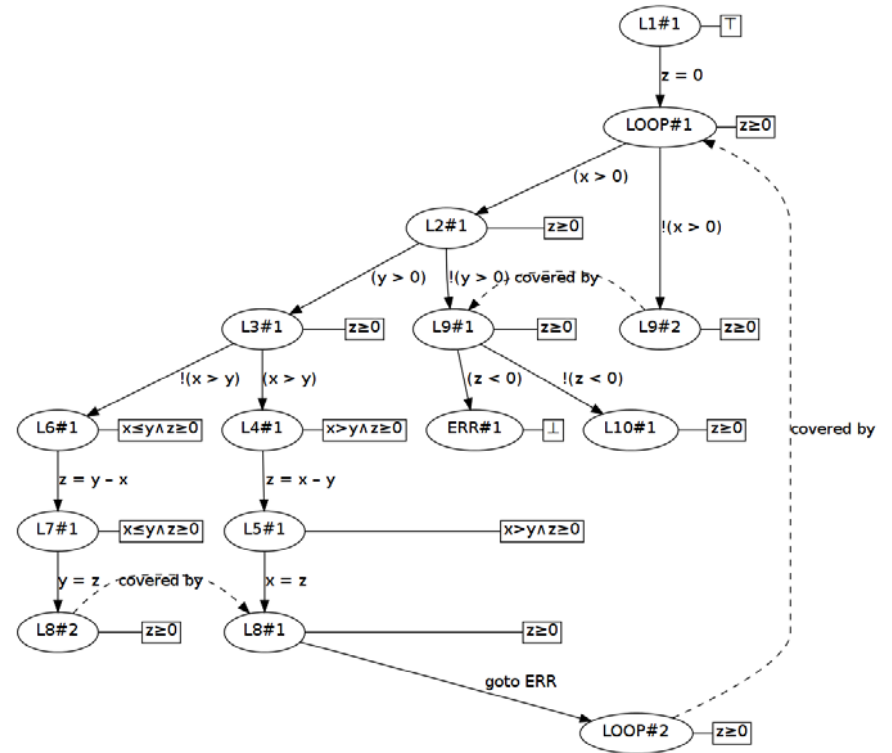 L1#1 ⊤
z = 0
LOOP#1 z≥0
(x > 0)
!(x > 0)
L2#1 z≥0
(y > 0) !(y > 0) covered by
L3#1 z≥0 L9#1 z≥0 L9#2 z≥0
!(x > y) (x > y) (z < 0) !(z < 0)
L6#1 x≤y∧z≥0 L4#1 x>y∧z≥0 ERR#1 ⊥ L10#1 z≥0 covered by
z = y – x z = x – y
L7#1 x≤y∧z≥0 L5#1 x>y∧z≥0
y = z covered by x = z
L8#2 z≥0 L8#1 z≥0
goto ERR
LOOP#2 z≥0